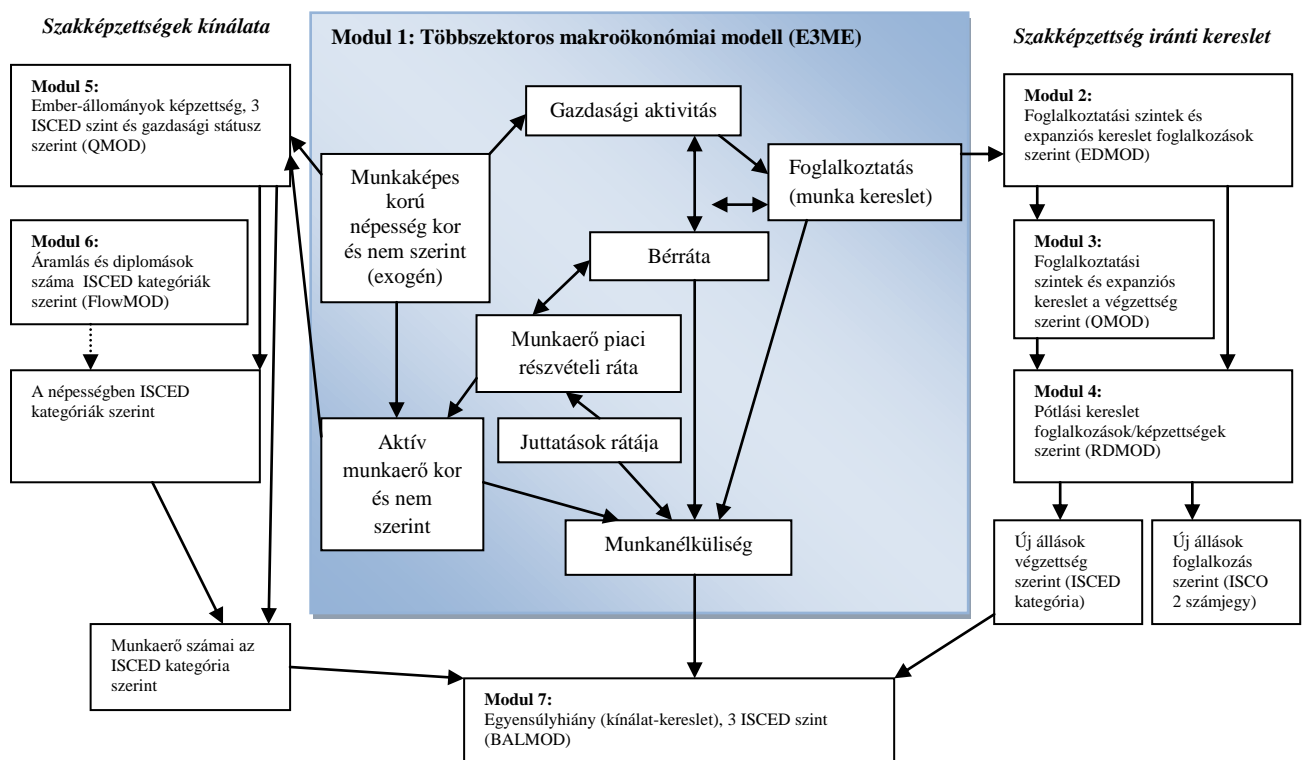 Szakképzettségek kínálata
Modul 1: Többszektoros makroökonómiai modell (E3ME)
Szakképzettség iránti kereslet
Modul 5:
Ember-állományok képzettség, 3
ISCED szint és gazdasági státusz
szerint (QMOD)
Modul 6:
Áramlás és diplomások
száma ISCED kategóriák
szerint (FlowMOD)
A népességben ISCED
kategóriák szerint
Munkaerő számai az
ISCED kategória
szerint
Gazdasági aktivitás
Munkaképes
korú
népesség kor
és nem szerint
(exogén)
Foglalkoztatás
(munka kereslet)
Bérráta
Munkaerő piaci
részvételi ráta
Juttatások rátája
Aktív
munkaerő kor
és nem
szerint
Munkanélküliség
Modul 2:
Foglalkoztatási szintek és
expanziós kereslet foglalkozások
szerint (EDMOD)
Modul 3:
Foglalkoztatási
szintek és expanziós
kereslet a végzettség
szerint (QMOD)
Modul 4:
Pótlási kereslet
foglalkozások/képzettségek
szerint (RDMOD)
Új állások
végzettség
szerint (ISCED
kategória)
Új állások
foglalkozás
szerint (ISCO
2 számjegy)
Modul 7:
Egyensúlyhiány (kínálat-kereslet), 3 ISCED szint
(BALMOD)